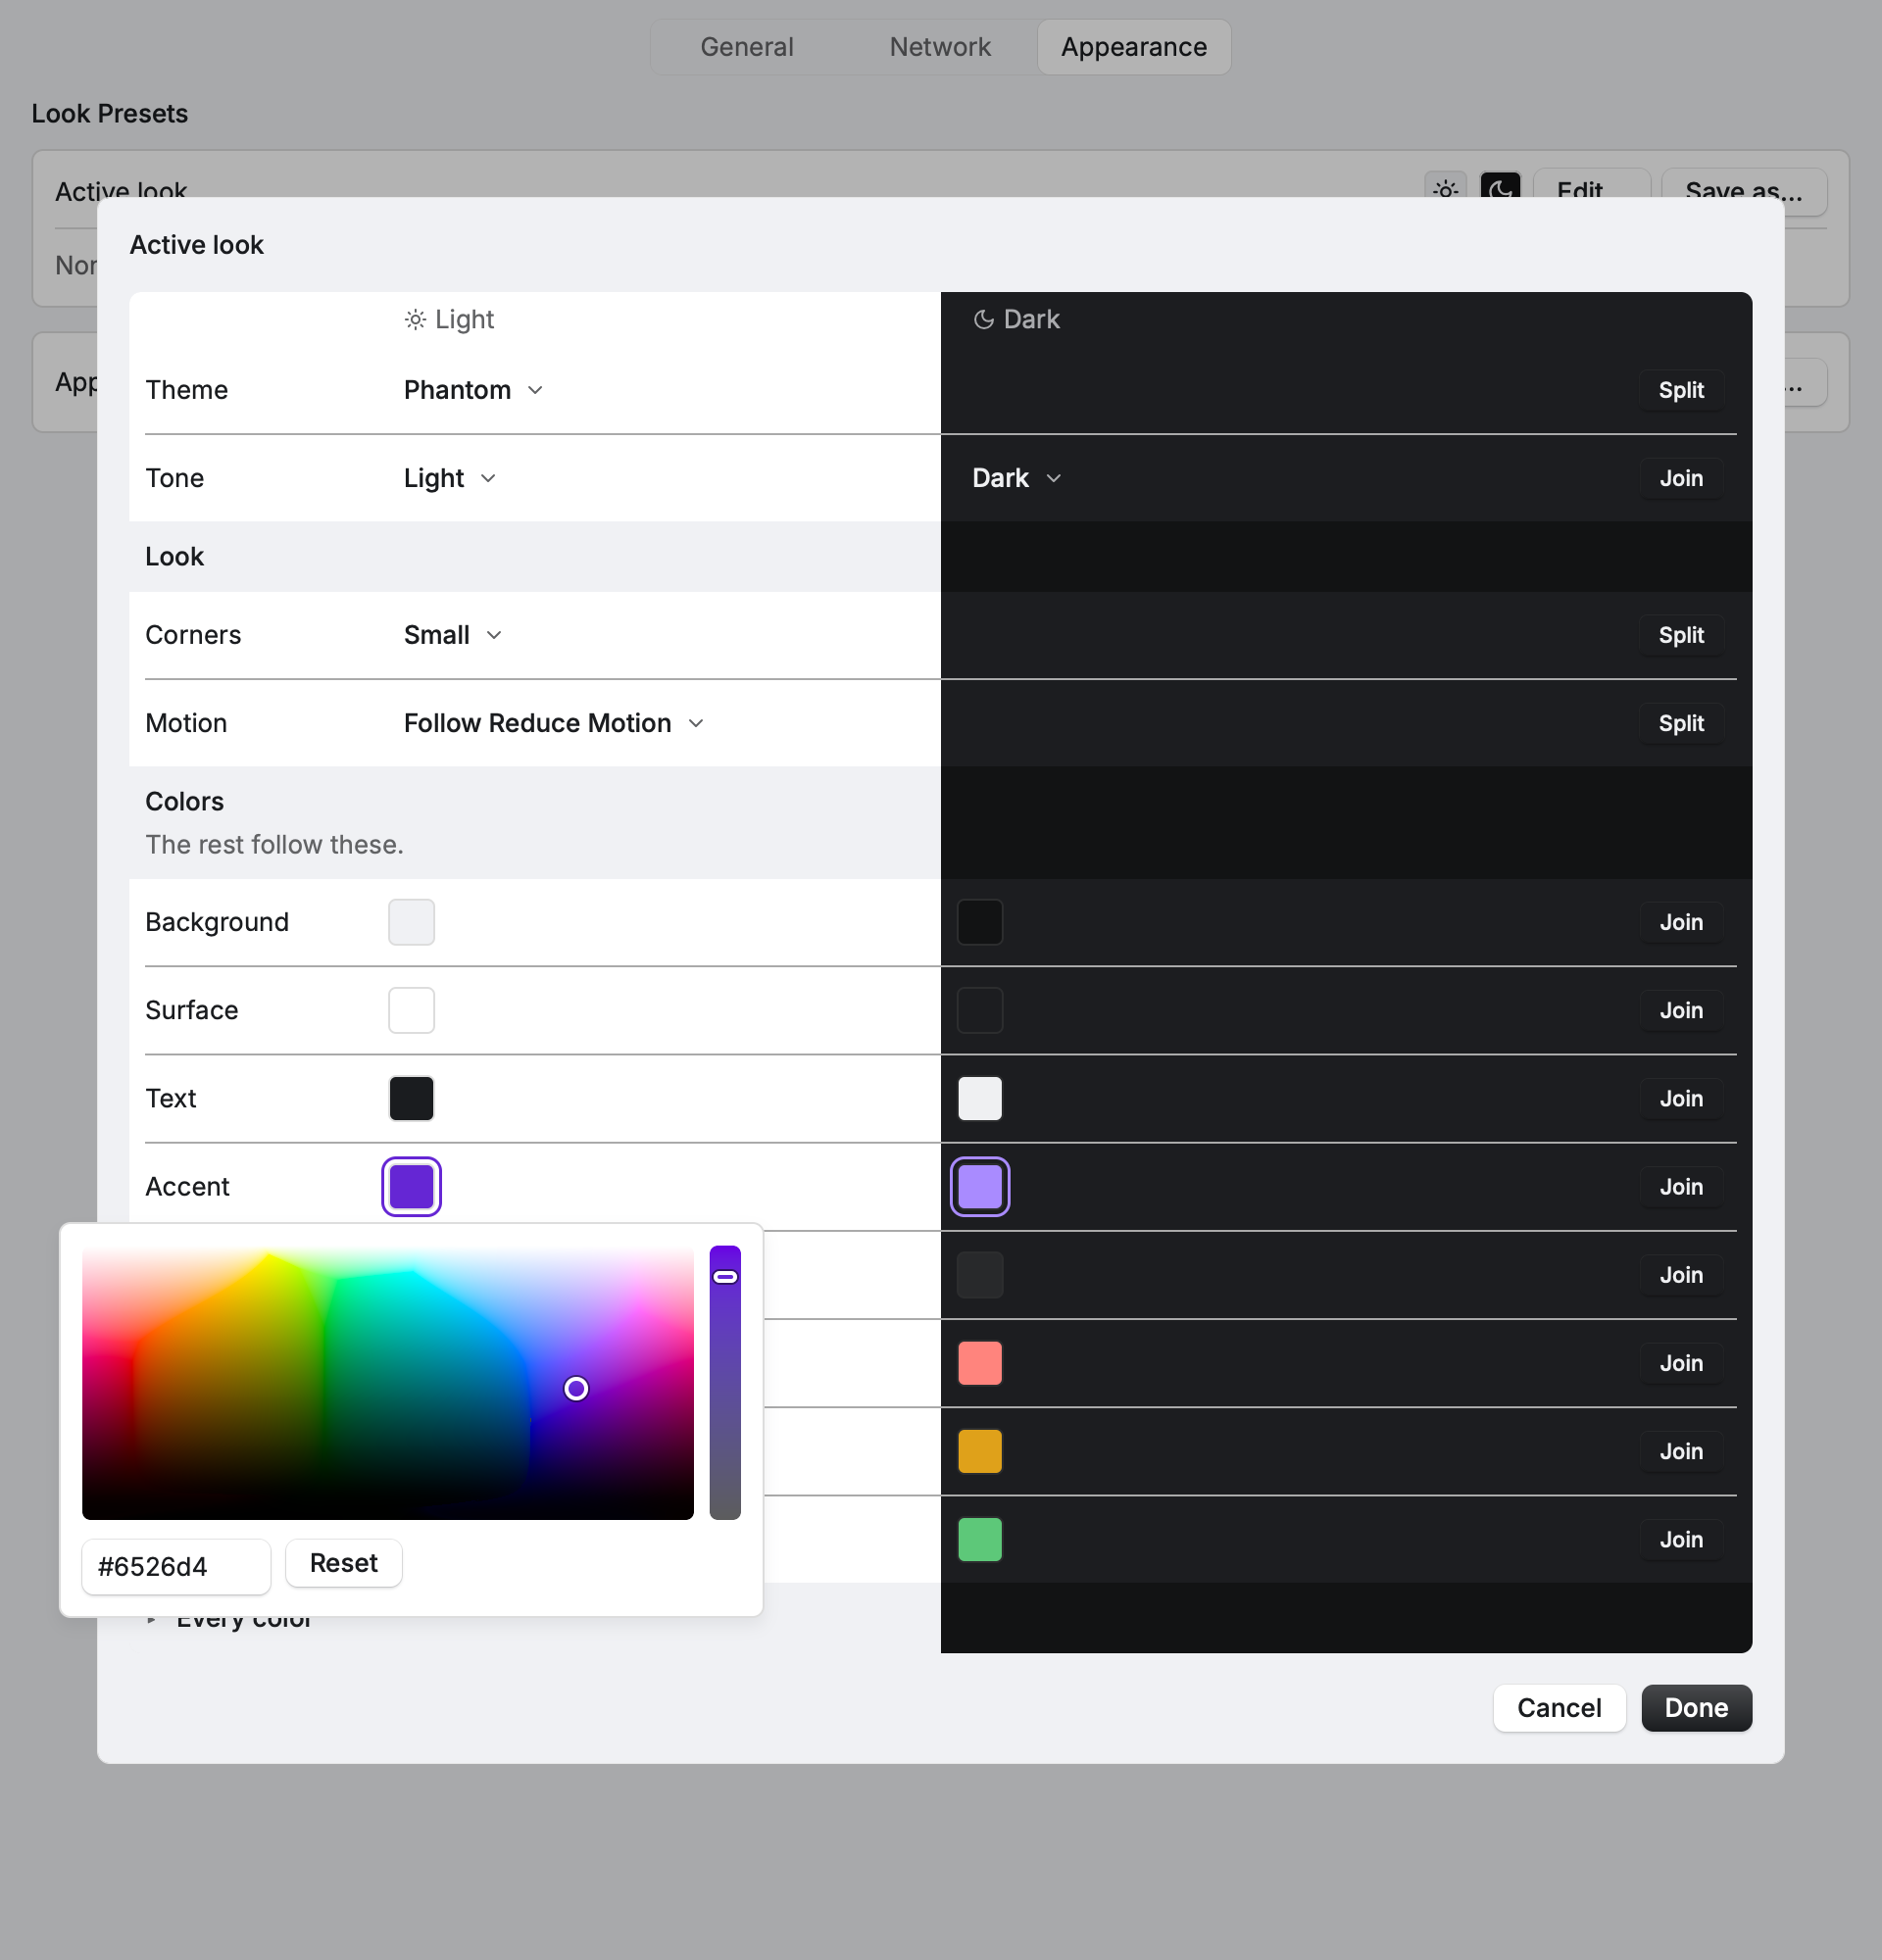 General Network Appearance
Look Presets
Active look Edit Save as...
Active look
Light Dark
Theme Phantom Split
Tone Light Dark Join
Look
Corners Small Split
Motion Follow Reduce Motion Split
Colors
The rest follow these.
Background Join
Surface Join
Text Join
Accent Join
Join
Join
Join
#6526d4 Reset Join
Every color
Cancel Done